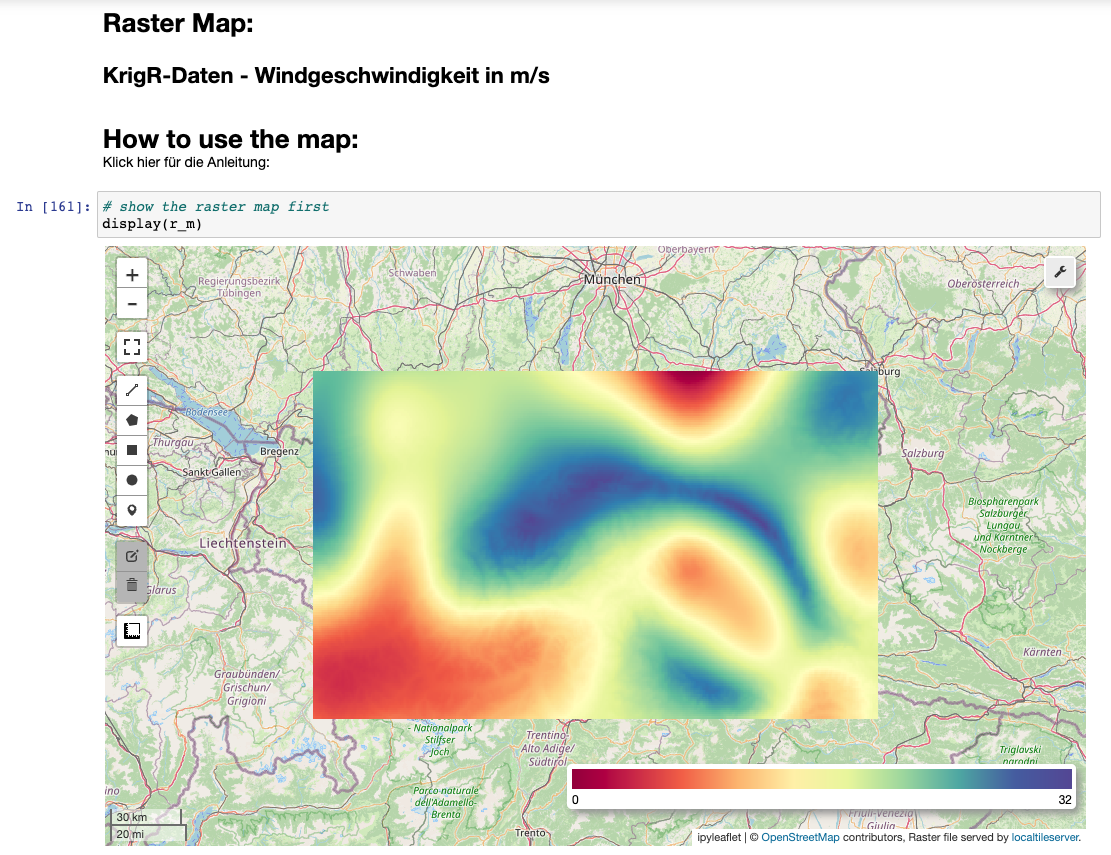 Raster Map:
KrigR-Daten - Windgeschwindigkeit in m/s
How to use the map:
Klick hier für die Anleitung:
In [161]:
# show the raster map first
display(r_m)
Oberbayern
Schwaben
München
Regierungsbezirk
Tübingen
Oberösterreich
+
−
Bodensee
Thurgau
Bregenz
Sankt Gallen
Salzburg
Biospharenpark
Salzburger
Lungau
und Kärntner
Nockberge
Liechtenstein
Glarus
Kärnten
Graubünden/
Grischun/
Grigioni
- Nationalpark
Stilfser
Joch
Trentino-
Alto Adige/
Südtirol
Triglavski
narodni
Parco naturale
dell'Adamello-
Brenta
0
32
30 km
20 mi
Friuli-Venezia
Giulia
Trento
ipyleaflet | © OpenStreetMap contributors, Raster file served by localtileserver.